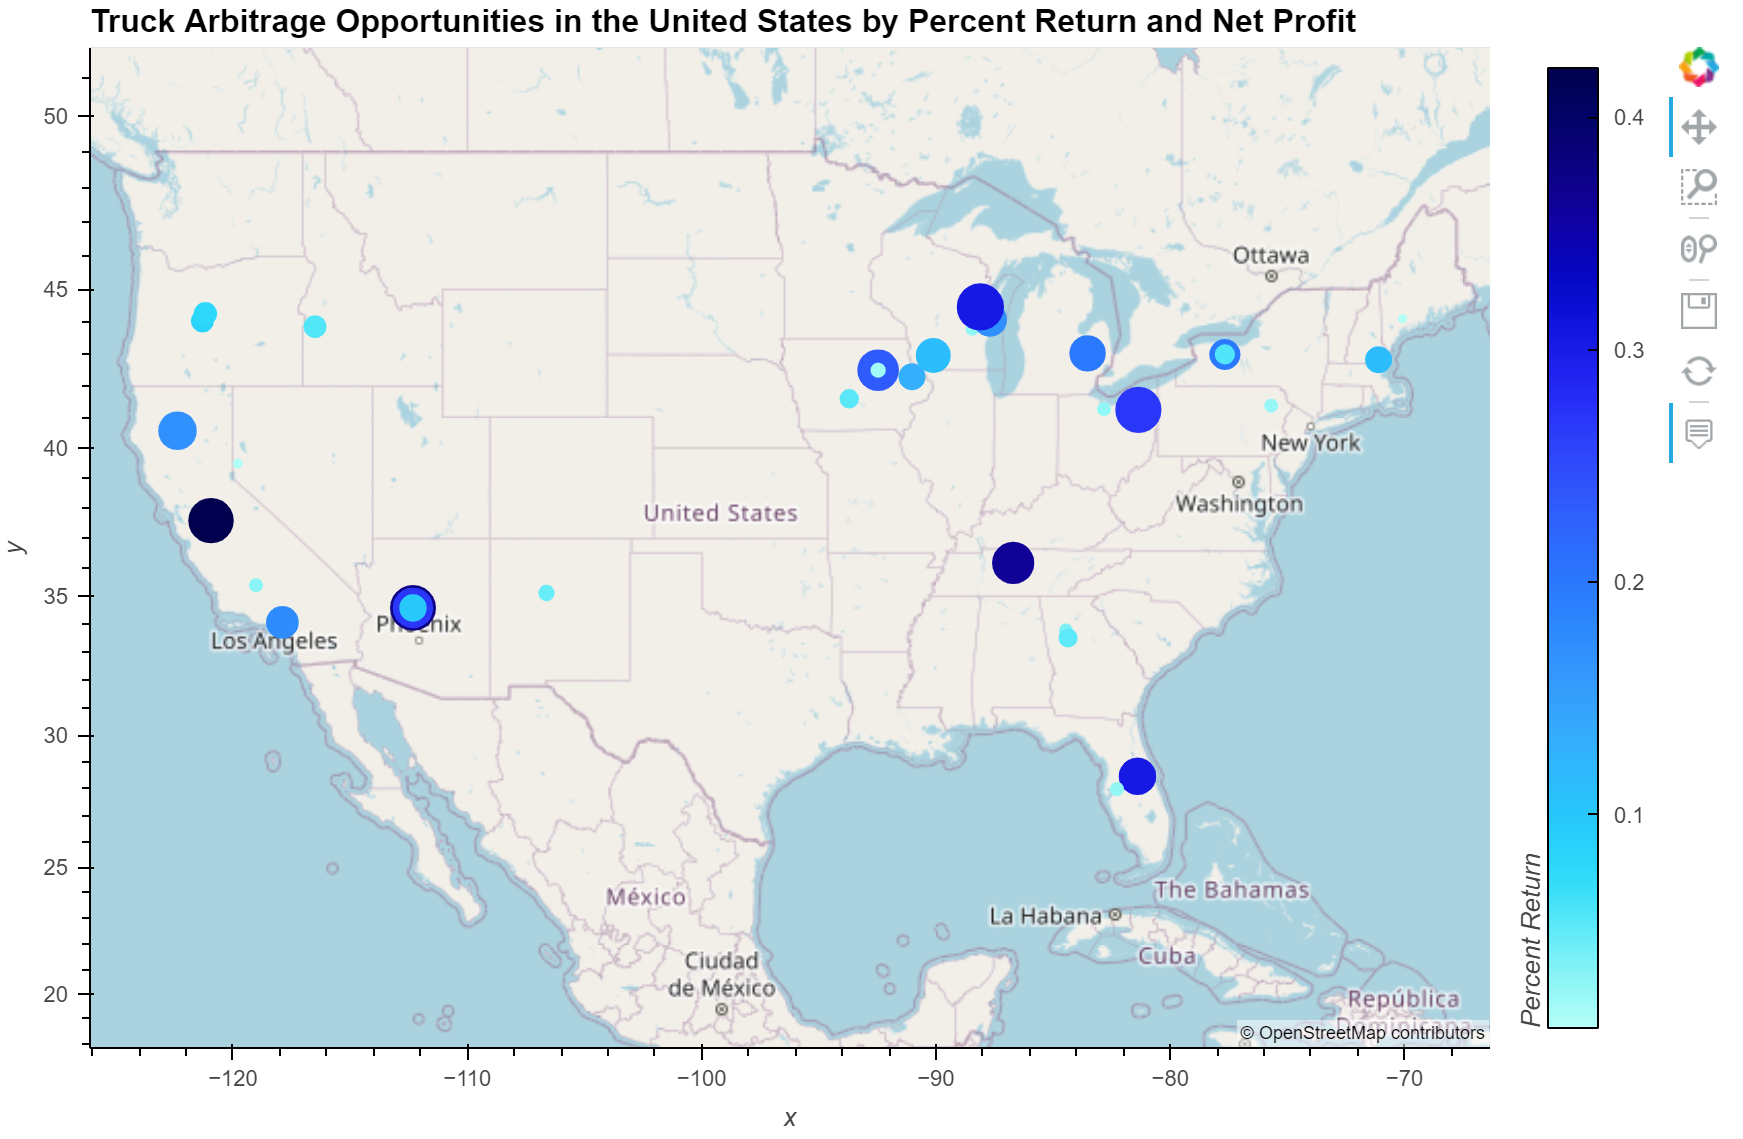 Truck Arbitrage Opportunities in the United States by Percent Return and Net Profit
50
45
40
35
30
25
20
y
−120
−110
−100
−90
−80
−70
x
Ottawa
New York
Washington
United States
Los Angeles
La Habana
The Bahamas
México
Cuba
Ciudad
de México
República
Dominicana
© OpenStreetMap contributors
0.4
0.3
0.2
0.1
Percent Return